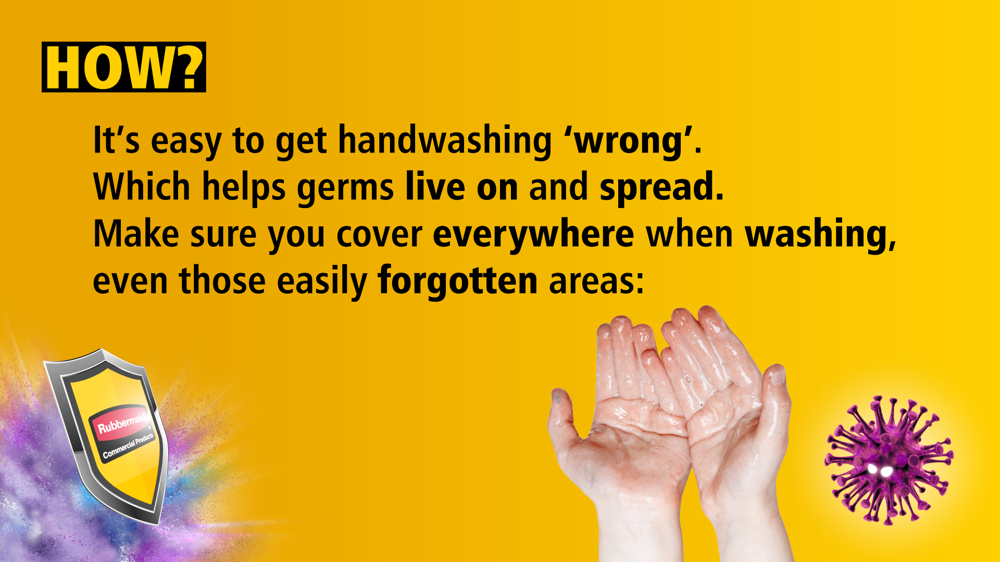 HOW?
It’s easy to get handwashing ‘wrong’.
Which helps germs live on and spread.
Make sure you cover everywhere when washing,
even those easily forgotten areas:
Rubbermaid®
Commercial Products